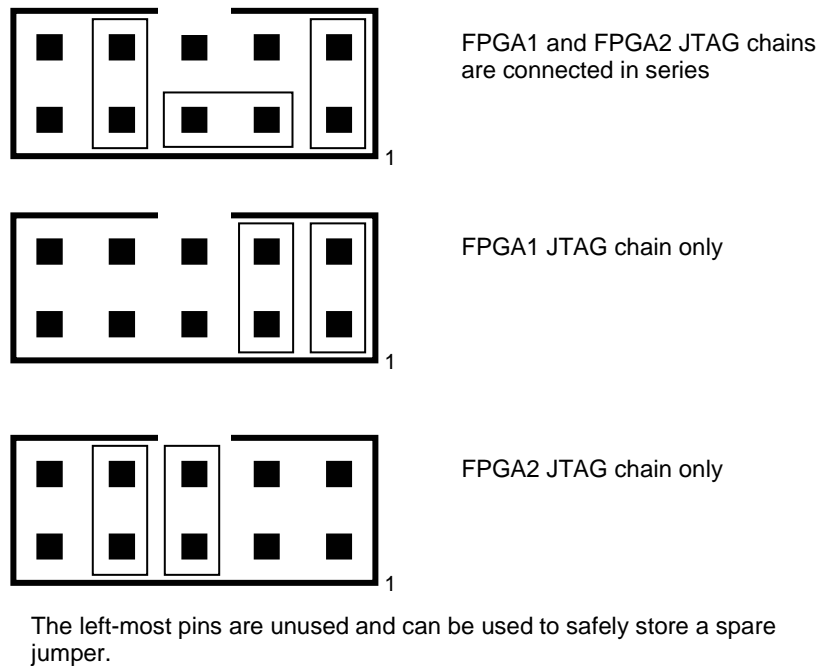 FPGA1 and FPGA2 JTAG chains
are connected in series
1
FPGA1 JTAG chain only
1
FPGA2 JTAG chain only
1
The left-most pins are unused and can be used to safely store a spare
jumper.